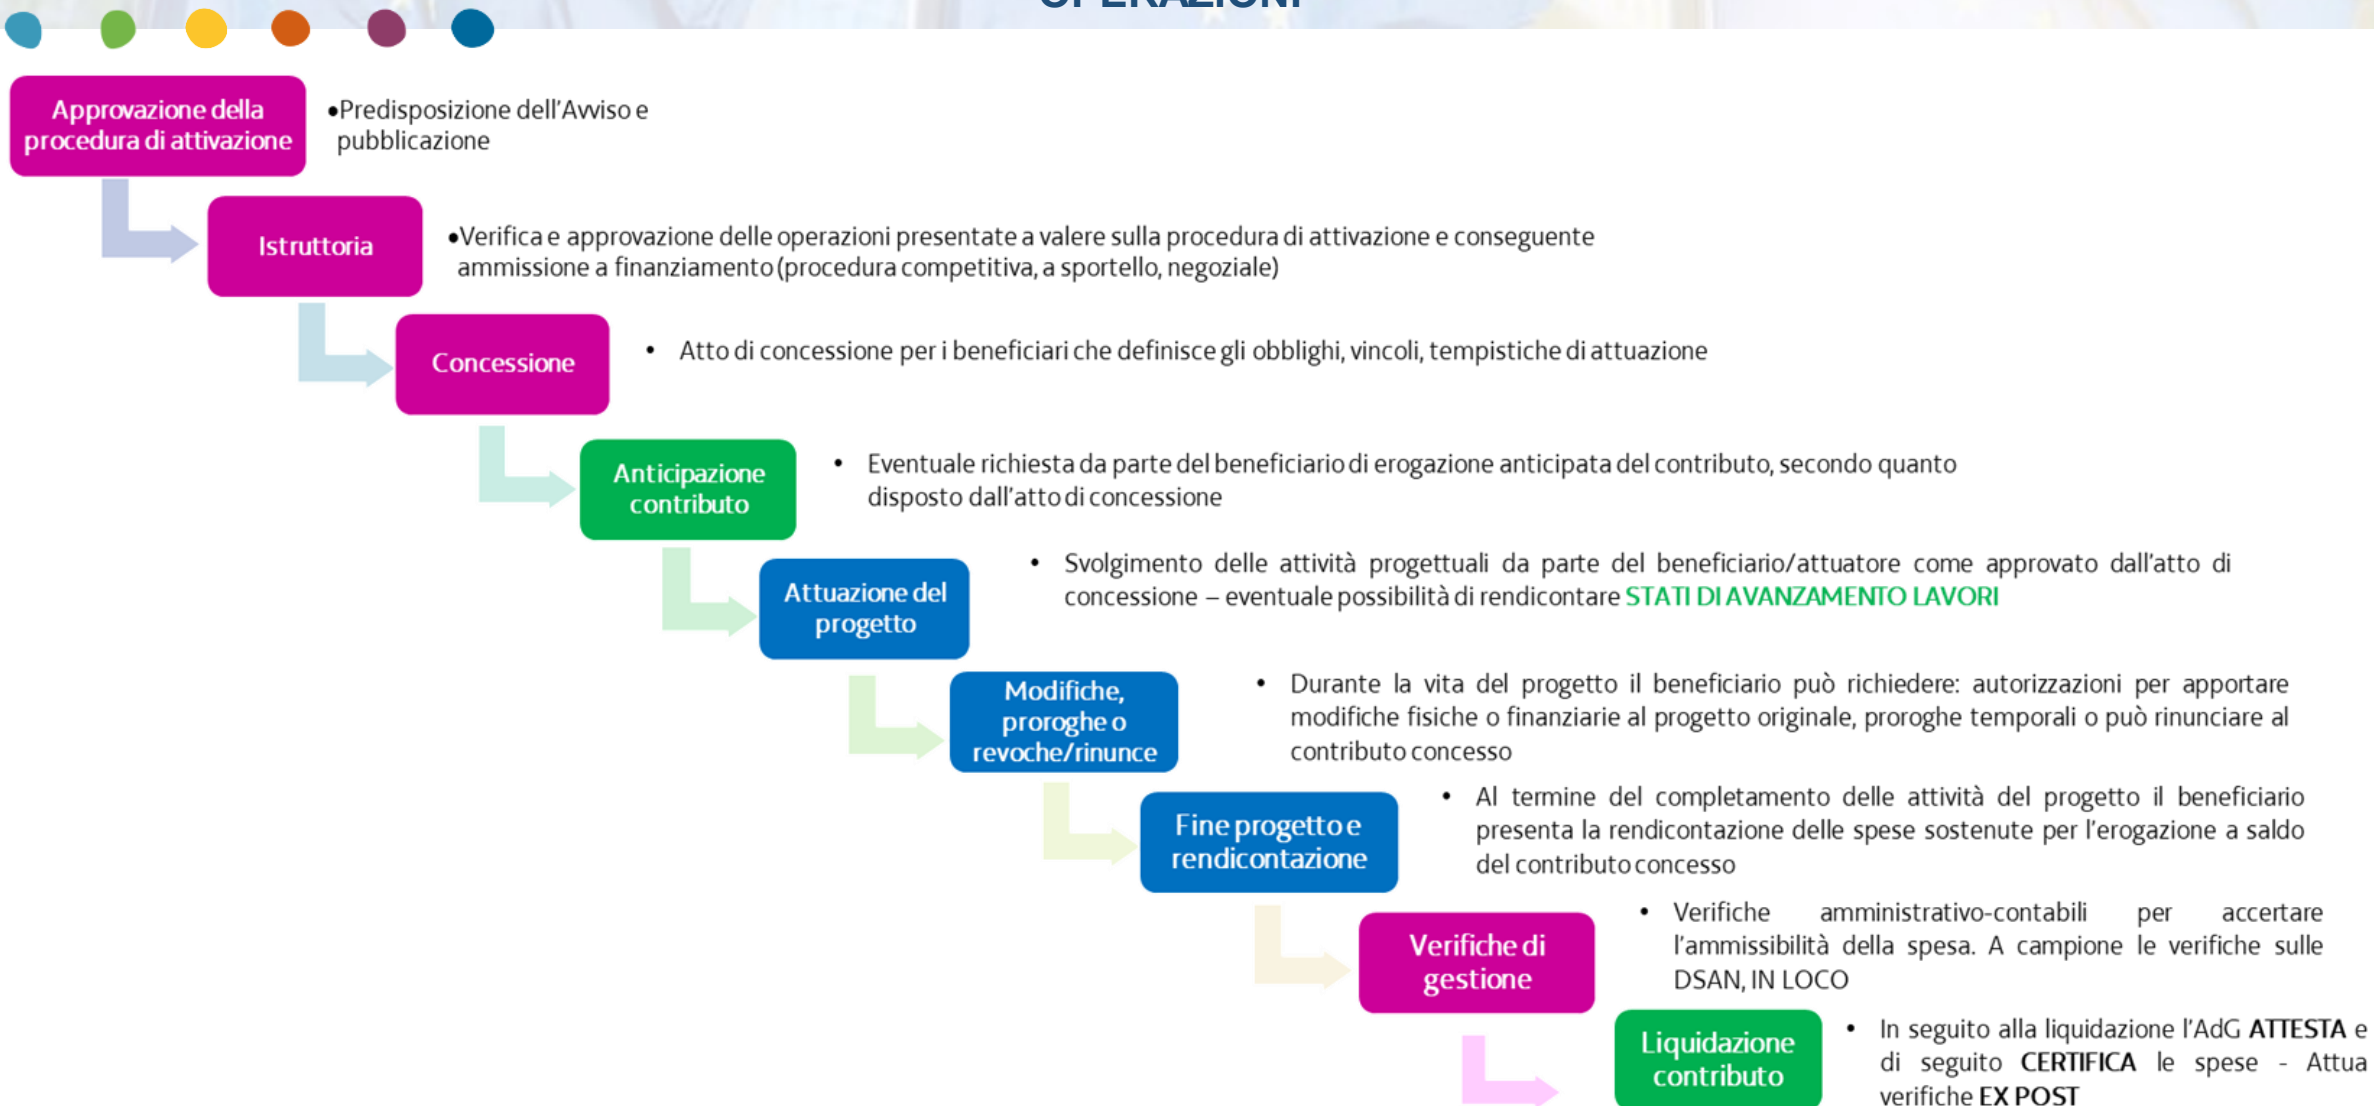 OPERAZIONI
Approvazione della
procedura di attivazione
•Predisposizione dell'Avviso e
pubblicazione
Istruttoria
•Verifica e approvazione delle operazioni presentate a valere sulla procedura di attivazione e conseguente
ammissione a finanziamento (procedura competitiva, a sportello, negoziale)
Concessione
• Atto di concessione per i beneficiari che definisce gli obblighi, vincoli, tempistiche di attuazione
Anticipazione
contributo
• Eventuale richiesta da parte del beneficiario di erogazione anticipata del contributo, secondo quanto
disposto dall'atto di concessione
Attuazione del
progetto
• Svolgimento delle attività progettuali da parte del beneficiario/attuatore come approvato dall'atto di
concessione – eventuale possibilità di rendicontare STATI DI AVANZAMENTO LAVORI
Modifiche,
proroghe o
revoche/rinunce
• Durante la vita del progetto il beneficiario può richiedere: autorizzazioni per apportare
modifiche fisiche o finanziarie al progetto originale, proroghe temporali o può rinunciare al
contributo concesso
Fine progetto e
rendicontazione
• Al termine del completamento delle attività del progetto il beneficiario
presenta la rendicontazione delle spese sostenute per l'erogazione a saldo
del contributo concesso
Verifiche di
gestione
• Verifiche amministrativo-contabili per accertare
l'ammissibilità della spesa. A campione le verifiche sulle
DSAN, IN LOCO
Liquidazione
contributo
• In seguito alla liquidazione l'AdG ATTESTA e
di seguito CERTIFICA le spese - Attua
verifiche EX POST